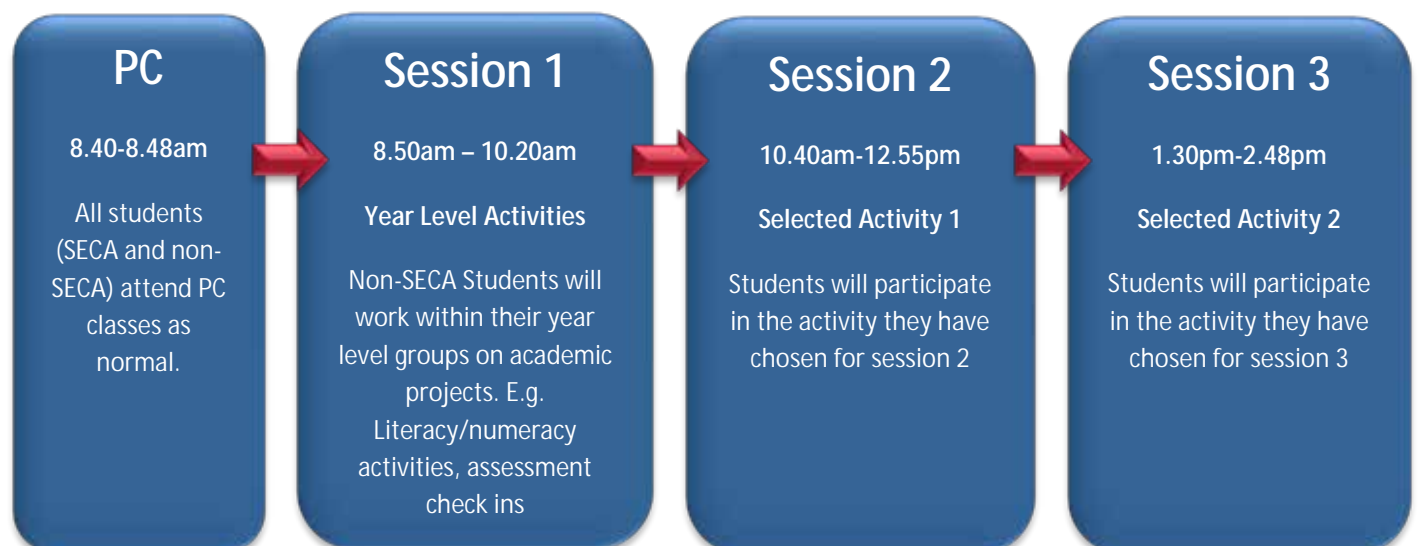 PC
8.40-8.48am
All students
(SECA and non-
SECA) attend PC
classes as
normal.
Session 1
8.50am – 10.20am
Year Level Activities
Non-SECA Students will
work within their year
level groups on academic
projects. E.g.
Literacy/numeracy
activities, assessment
check ins
Session 2
10.40am-12.55pm
Selected Activity 1
Students will participate
in the activity they have
chosen for session 2
Session 3
1.30pm-2.48pm
Selected Activity 2
Students will participate
in the activity they have
chosen for session 3